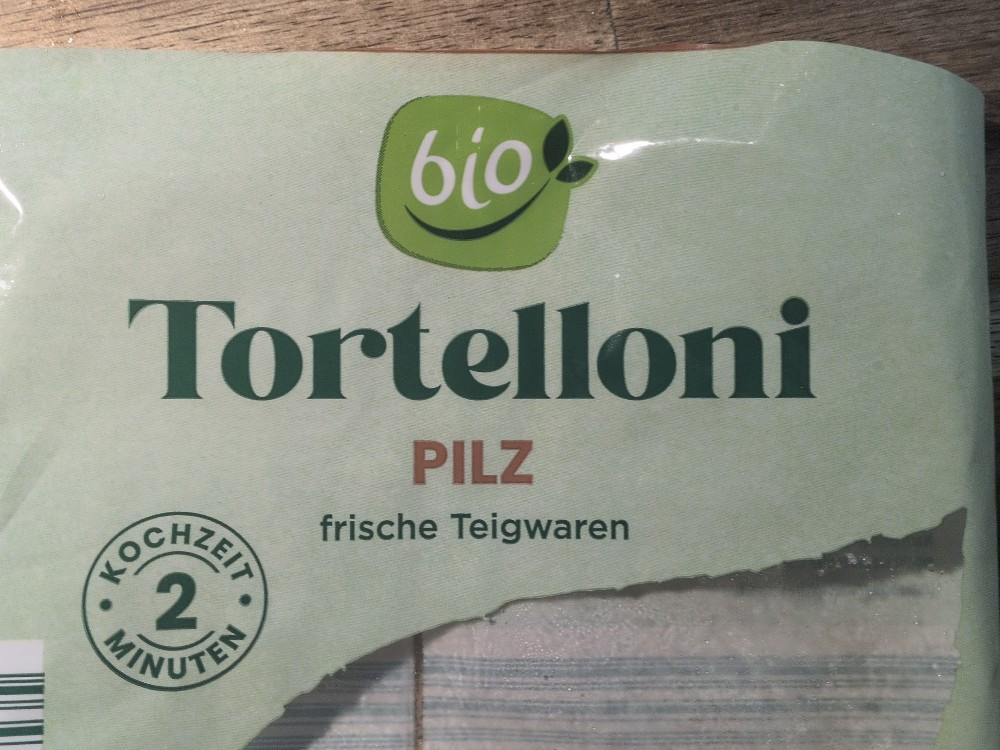 bio
Tortelloni
PILZ
frische Teigwaren
KOCHZEIT
2
MINUTEN